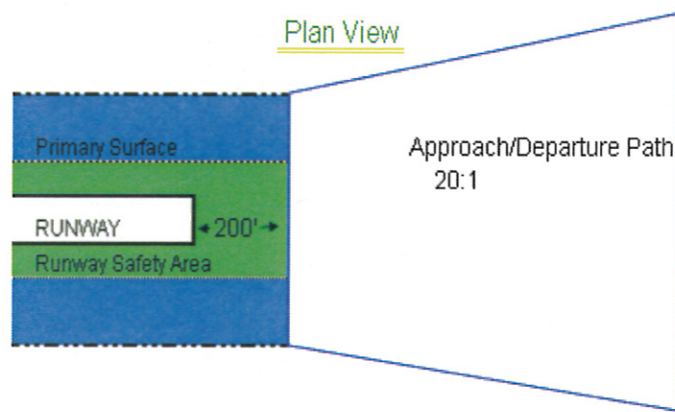 Plan View
Primary Surface
Approach/Departure Path
20:1
RUNWAY
200'
Runway Safety Area